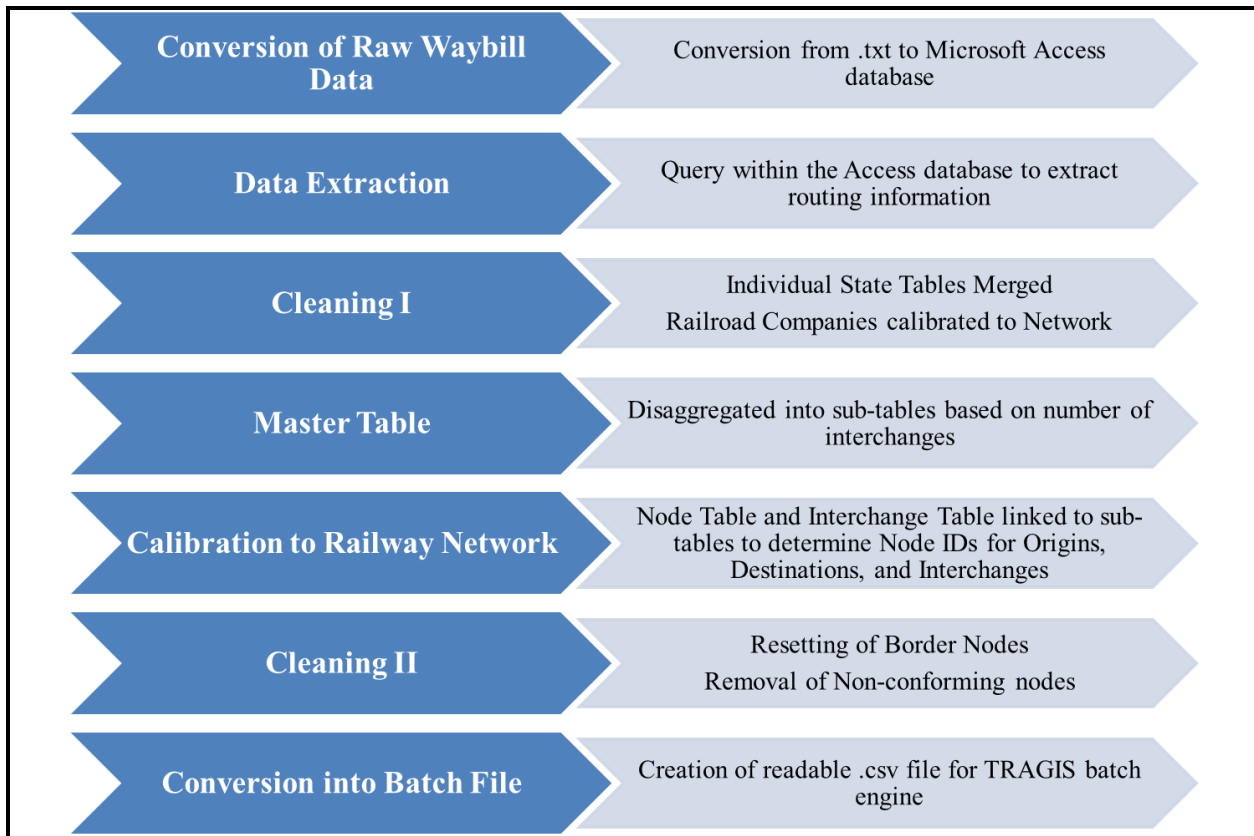 Conversion of Raw Waybill
Data
Conversion from .txt to Microsoft Access
database
Data Extraction
Query within the Access database to extract
routing information
Cleaning I
Individual State Tables Merged
Railroad Companies calibrated to Network
Master Table
Disaggregated into sub-tables based on number of
interchanges
Calibration to Railway Network
Node Table and Interchange Table linked to sub-
tables to determine Node IDs for Origins,
Destinations, and Interchanges
Cleaning II
Resetting of Border Nodes
Removal of Non-conforming nodes
Conversion into Batch File
Creation of readable .csv file for TRAGIS batch
engine